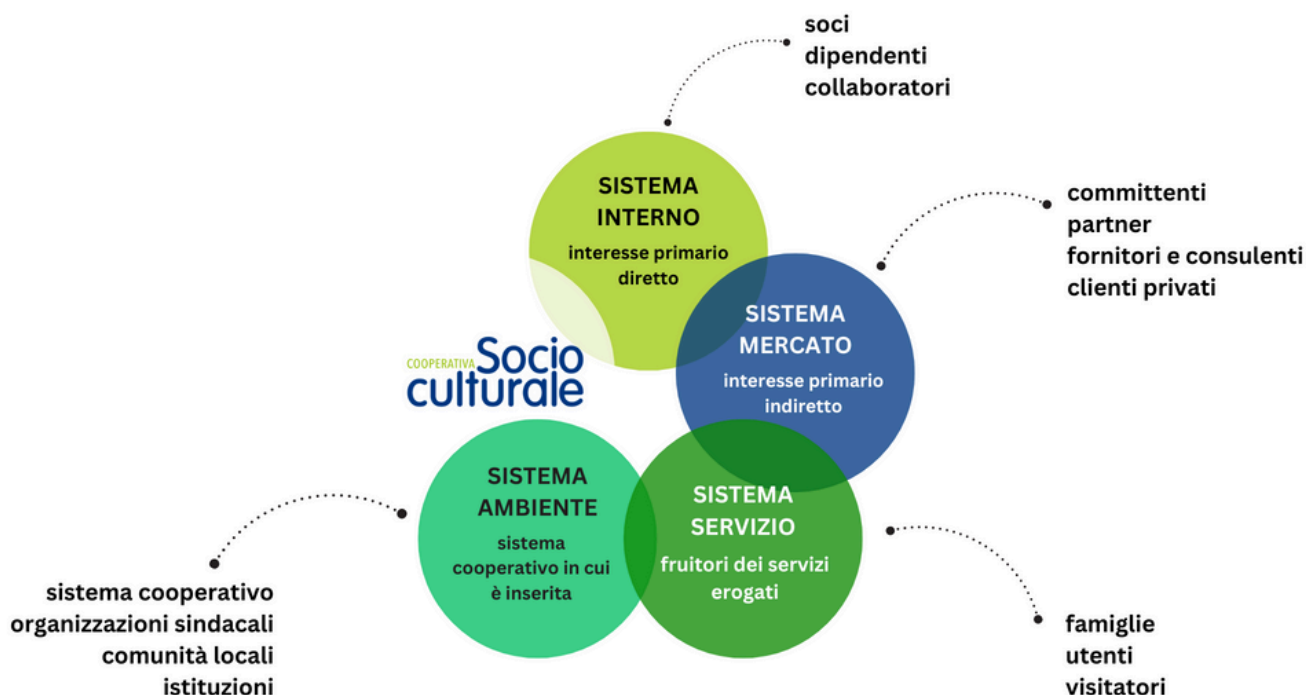 soci
dipendenti
collaboratori
SISTEMA
INTERNO
interesse primario
diretto
committenti
partner
fornitori e consulenti
clienti privati
SISTEMA
MERCATO
interesse primario
indiretto
COOPERATIVA Socio
culturale
SISTEMA
AMBIENTE
sistema
cooperativo in cui
è inserita
SISTEMA
SERVIZIO
fruitori dei servizi
erogati
sistema cooperativo
organizzazioni sindacali
comunità locali
istituzioni
famiglie
utenti
visitatori